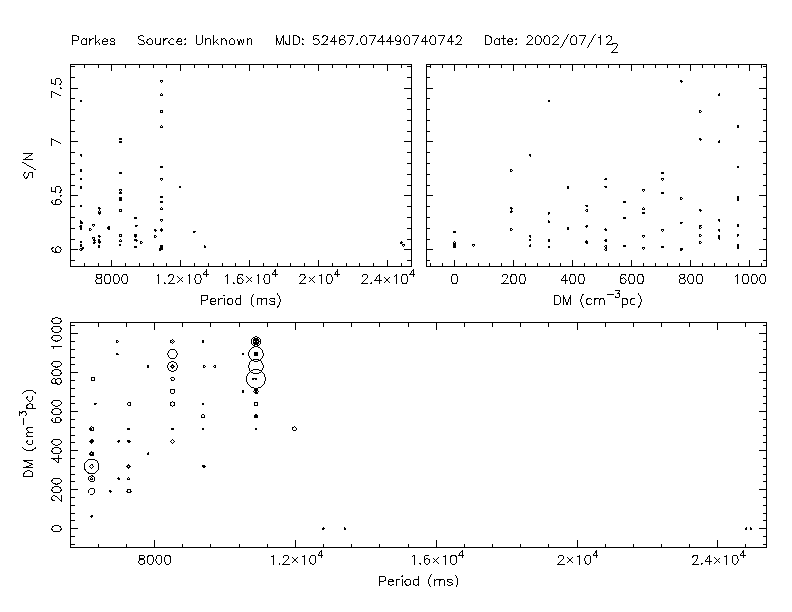 Parkes Source: Unknown MJD: 52467.074490740742 Date: 2002/07/12
2
S/N
7.5
7
6.5
6
8000 1.2×10⁴ 1.6×10⁴ 2×10⁴ 2.4×10⁴
Period (ms)
0 200 400 600 800 1000
DM (cm⁻³pc)
DM (cm⁻³pc)
1000
800
600
400
200
0
8000 1.2×10⁴ 1.6×10⁴ 2×10⁴ 2.4×10⁴
Period (ms)